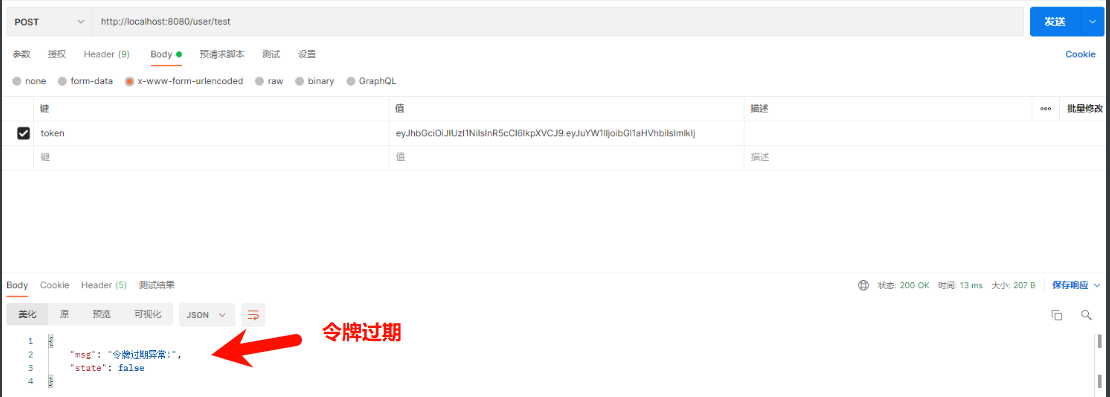 POST http://localhost:8080/user/test 发送
参数 授权 Header (9) Body 预请求脚本 测试 设置 Cookie
none form-data x-www-form-urlencoded raw binary GraphQL
键 值 描述 批量修改
token eyJhbGciOiJIUzI1NiIsInR5cCI6IkpXVCJ9.eyJuYW1lIjoibGl1aHVhbiIsImlkIj
键 值 描述
Body Cookie Header (5) 测试结果 状态: 200 OK 时间: 13 ms 大小: 207 B 保存响应
美化 原 预览 可视化 JSON
令牌过期
1 {
2 "msg": "令牌过期异常!",
3 "state": false
4 }